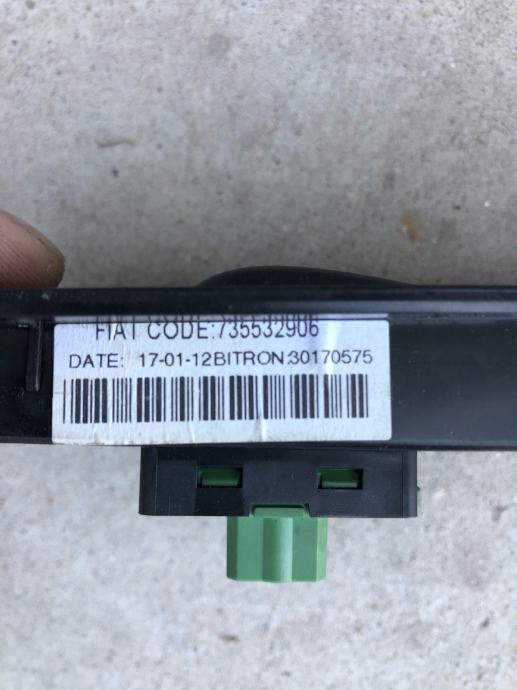 FIAT CODE:735532906
DATE: 17-01-12BITRON:30170575